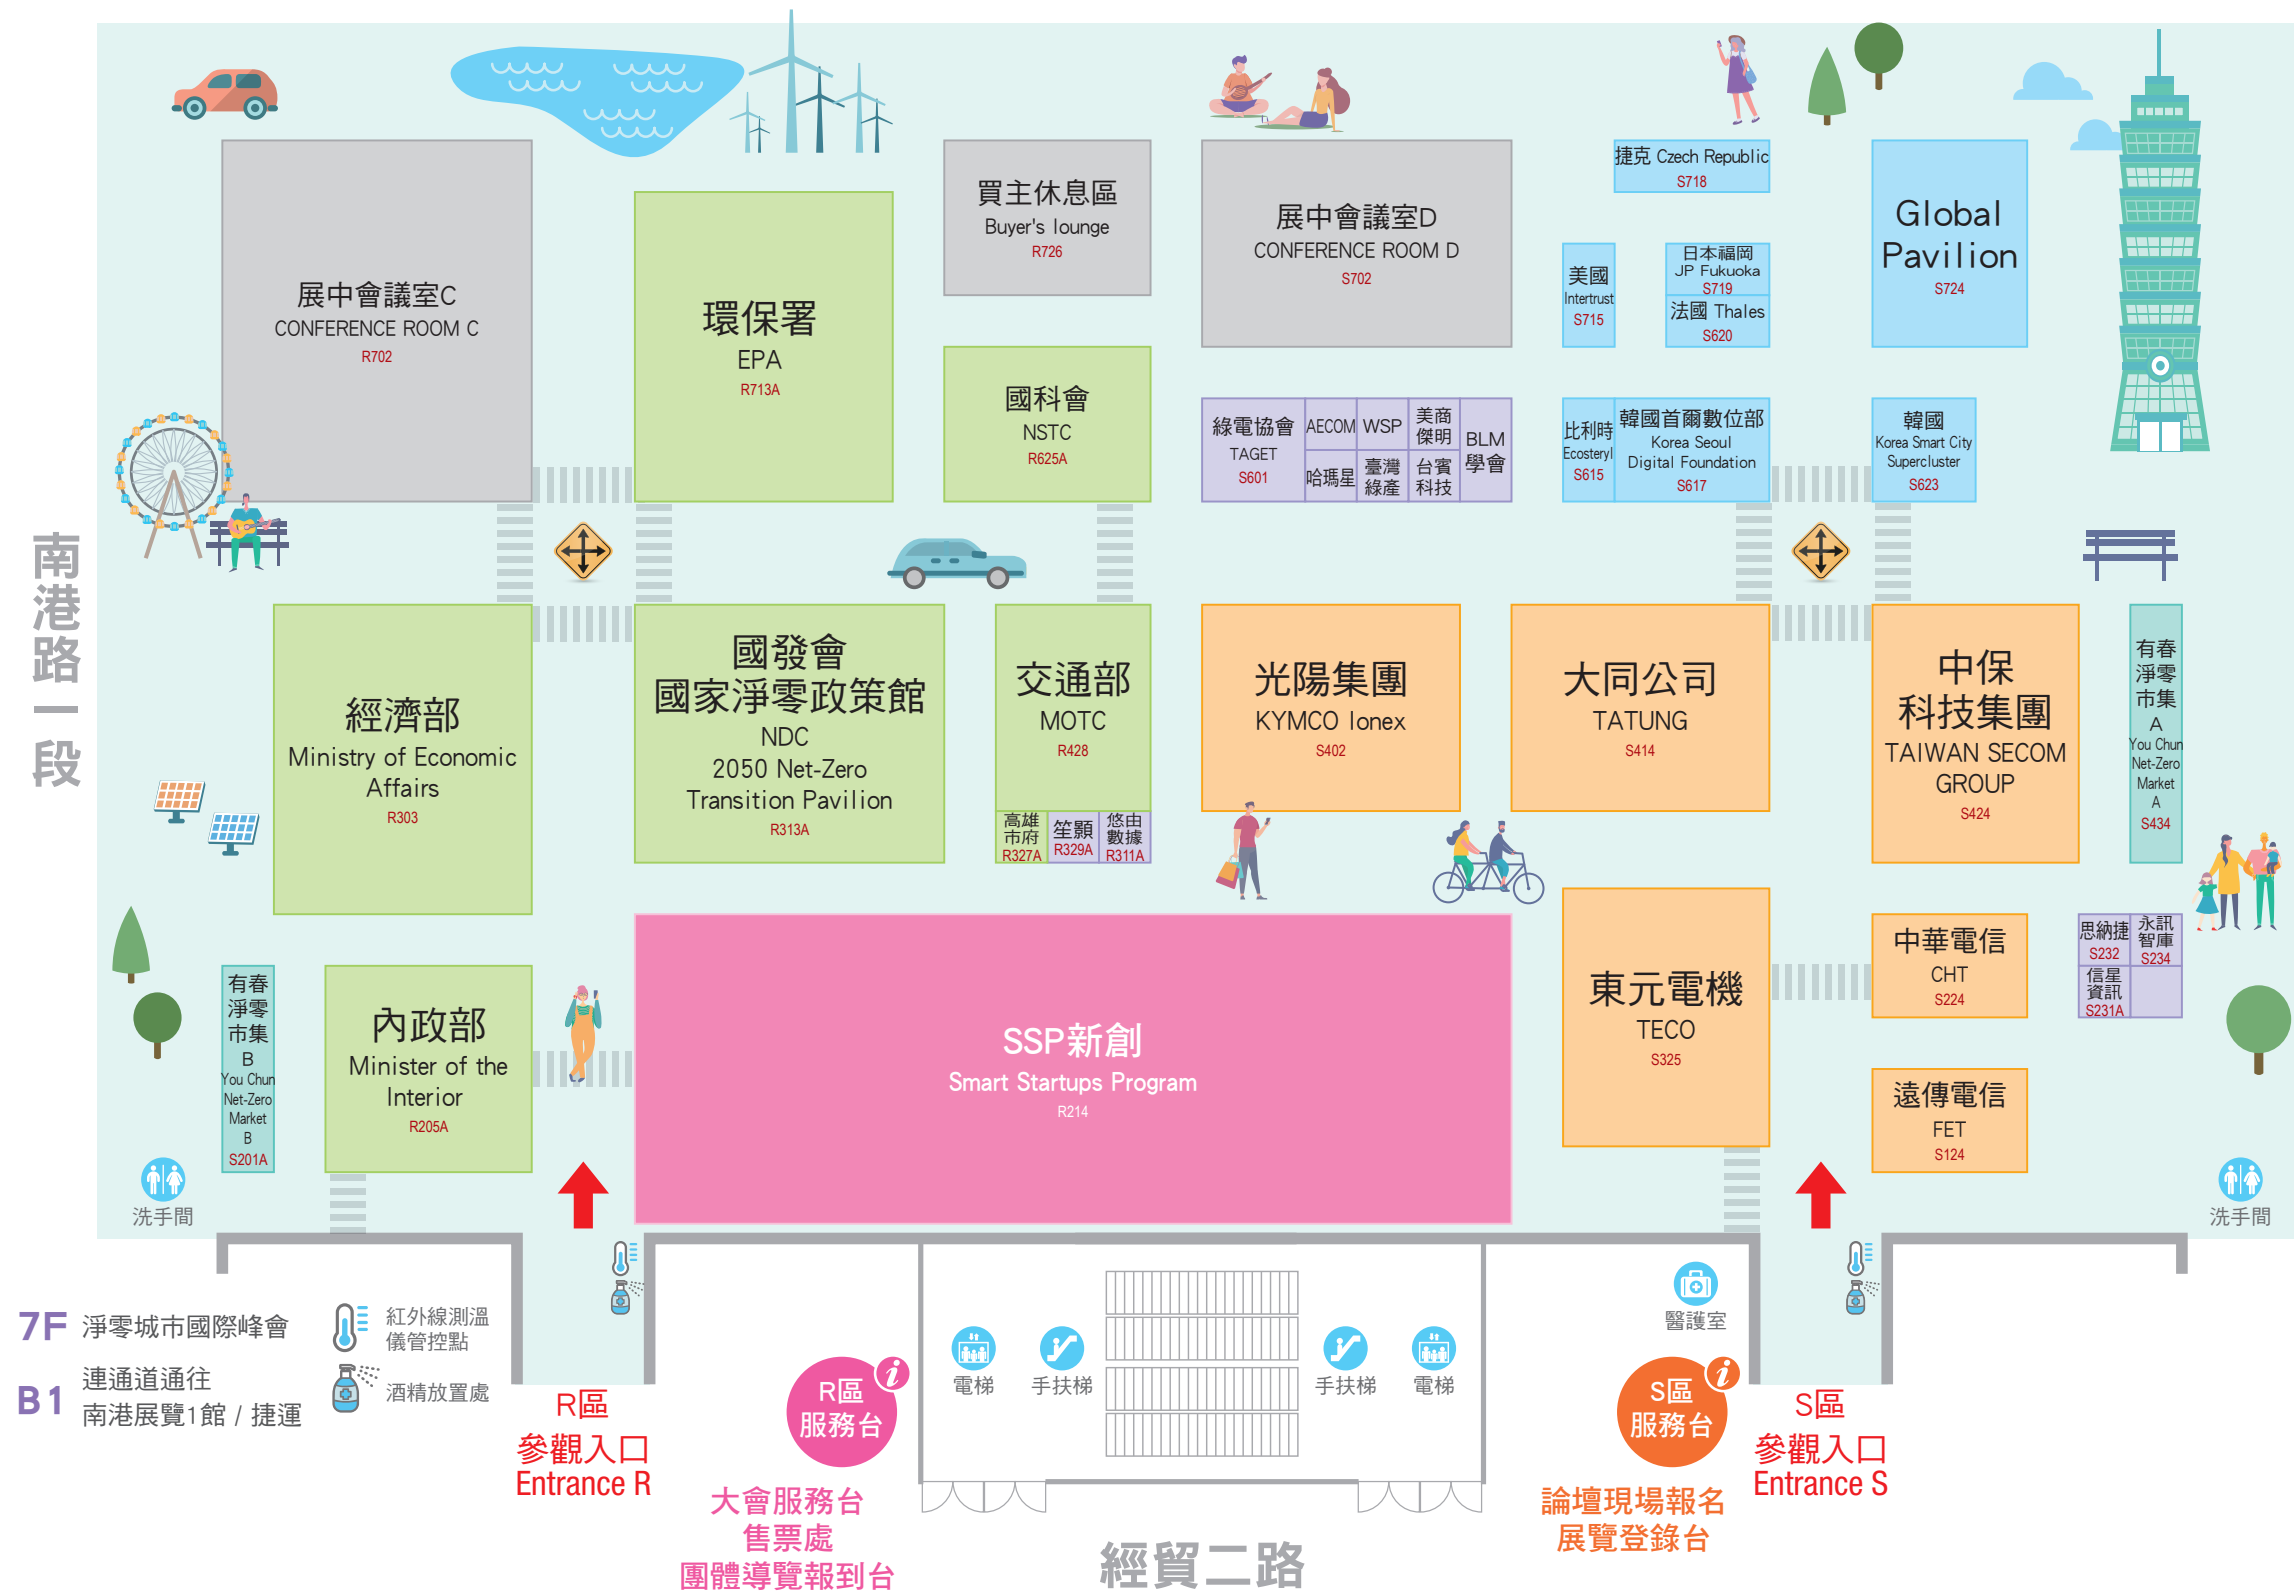 捷克 Czech Republic
S718
買主休息區
Buyer's lounge
R726
展中會議室D
CONFERENCE ROOM D
S702
Global
Pavilion
S724
美國
Intertrust
S715
日本福岡
JP Fukuoka
S719
法國 Thales
S620
展中會議室C
CONFERENCE ROOM C
R702
環保署
EPA
R713A
國科會
NSTC
R625A
綠電協會
TAGET
S601
AECOM
WSP
美商
傑明
BLM
學會
哈瑪星
臺灣
綠產
台賓
科技
比利時
Ecosteryl
S615
韓國首爾數位部
Korea Seoul
Digital Foundation
S617
韓國
Korea Smart City
Supercluster
S623
南港路一段
經濟部
Ministry of Economic
Affairs
R303
國發會
國家淨零政策館
NDC
2050 Net-Zero
Transition Pavilion
R313A
交通部
MOTC
R428
高雄
市府
R327A
笙顥
R329A
悠由
數據
R311A
光陽集團
KYMCO Ionex
S402
大同公司
TATUNG
S414
中保
科技集團
TAIWAN SECOM
GROUP
S424
有春
淨零
市集
A
You Chun
Net-Zero
Market
A
S434
有春
淨零
市集
B
You Chun
Net-Zero
Market
B
S201A
內政部
Minister of the
Interior
R205A
SSP新創
Smart Startups Program
R214
東元電機
TECO
S325
中華電信
CHT
S224
思納捷
S232
永訊
智庫
S234
信星
資訊
S231A
遠傳電信
FET
S124
洗手間
洗手間
7F 淨零城市國際峰會
B1 連通道通往
南港展覽1館 / 捷運
紅外線測溫
儀管控點
酒精放置處
R區
參觀入口
Entrance R
R區
服務台
i
大會服務台
售票處
團體導覽報到台
電梯
手扶梯
手扶梯
電梯
經貿二路
醫護室
S區
服務台
i
論壇現場報名
展覽登錄台
S區
參觀入口
Entrance S